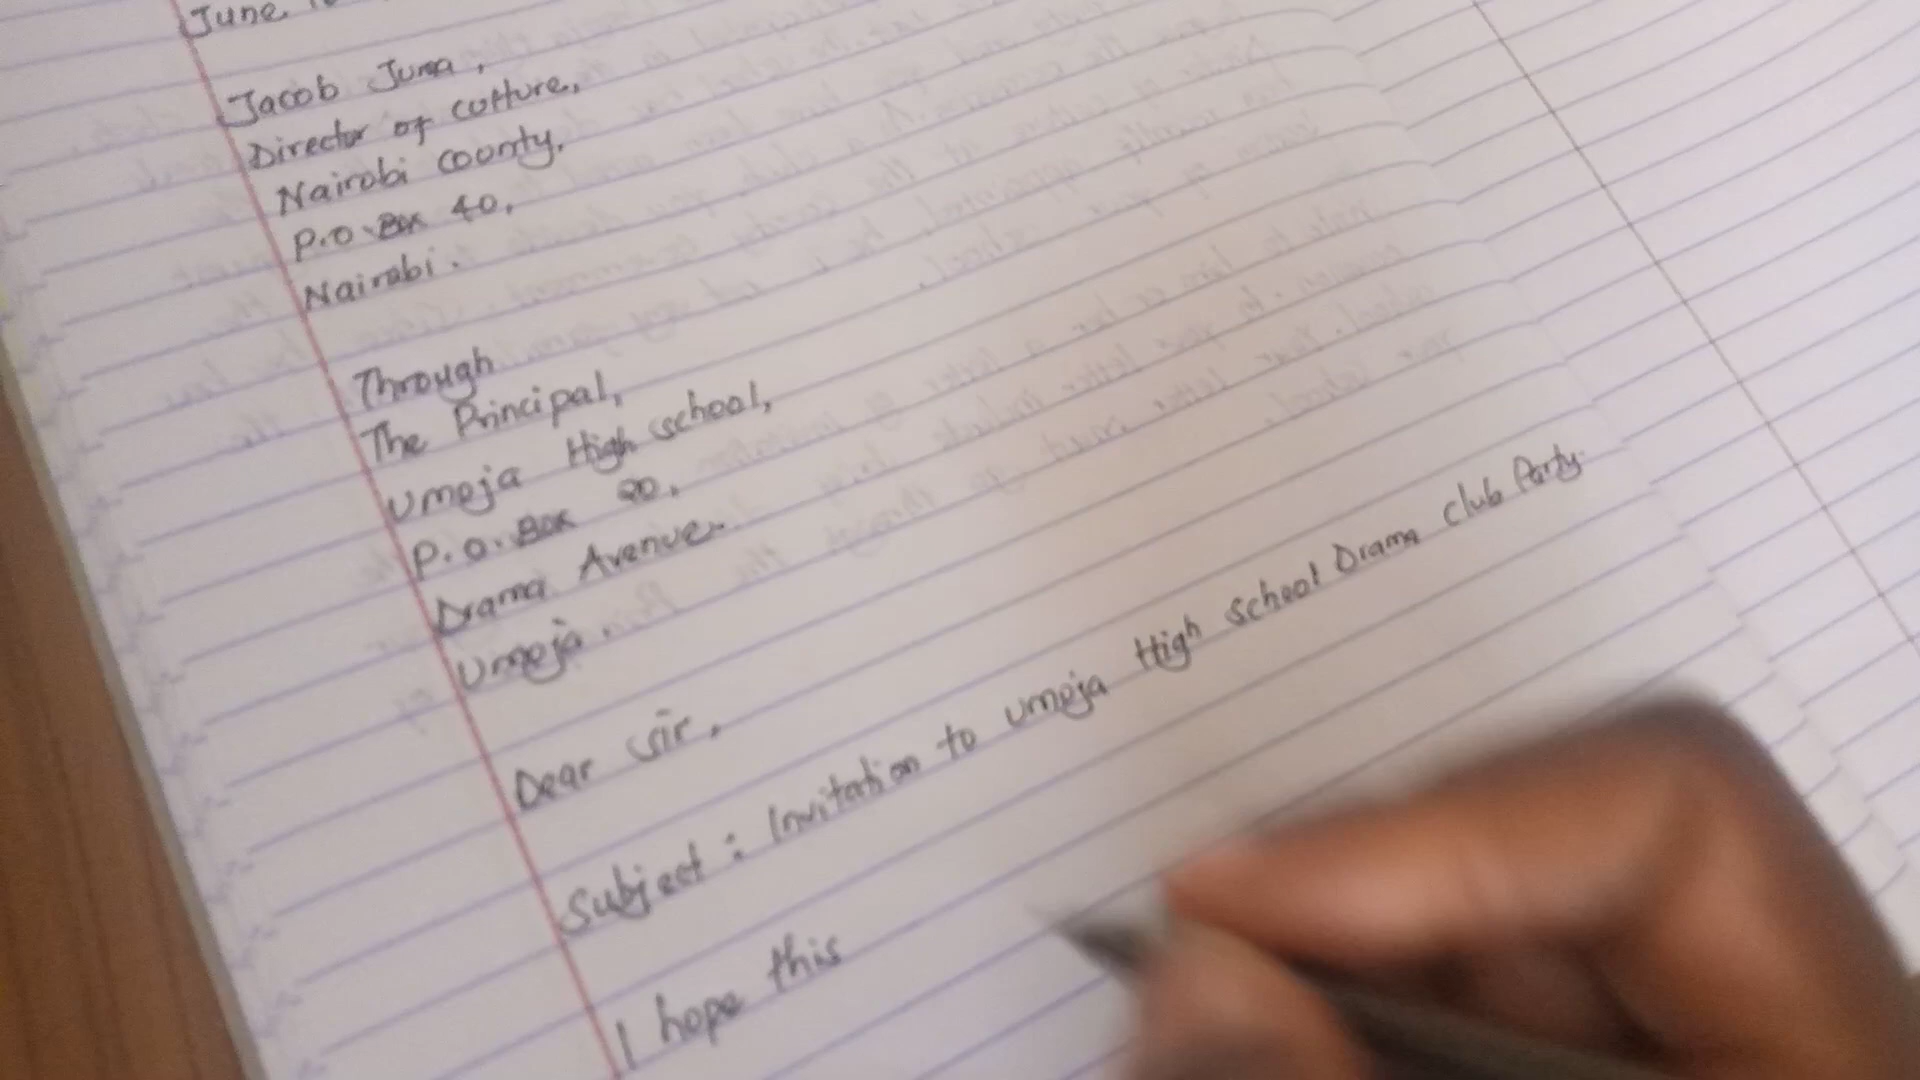 June
Jacob Juma,
Director of culture,
Nairobi county,
P.O. Box 40,
Nairobi.
Through
The Principal,
Umoja High school,
P.O. Box 20,
Drama Avenue.
Umoja.
Dear Sir,
Subject: Invitation to Umoja High School Drama club Party.
I hope this